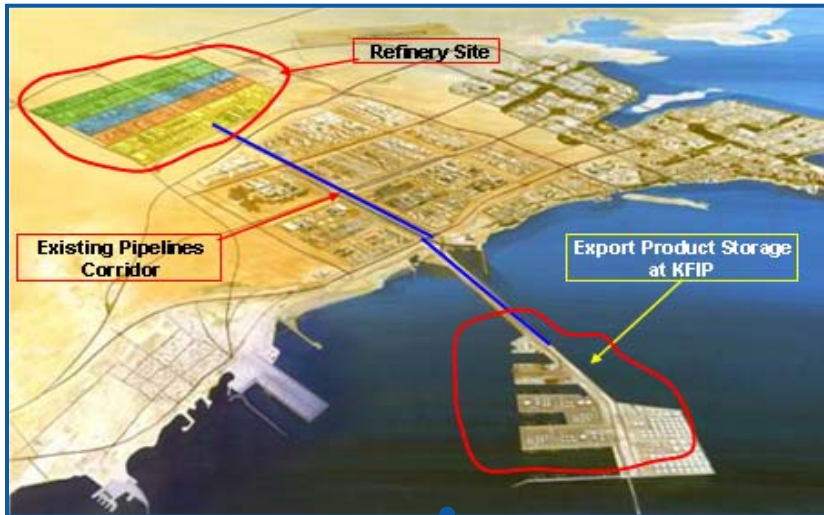 Refinery Site
Existing Pipelines
Corridor
Export Product Storage
at KFIP